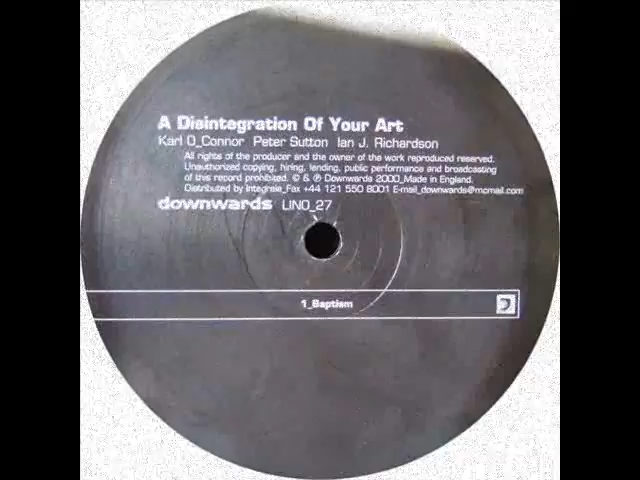 A Disintegration Of Your Art
Karl O_Connor Peter Sutton Ian J. Richardson
All rights of the producer and the owner of the work reproduced reserved.
Unauthorized copying, hiring, lending, public performance and broadcasting
of this record prohibited. © & ℗ Downwards 2000_Made in England.
Distributed by Integrale_Fax +44 121 550 8001 E-mail_downwards@mcmail.com
downwards LINO_27
1_Baptism